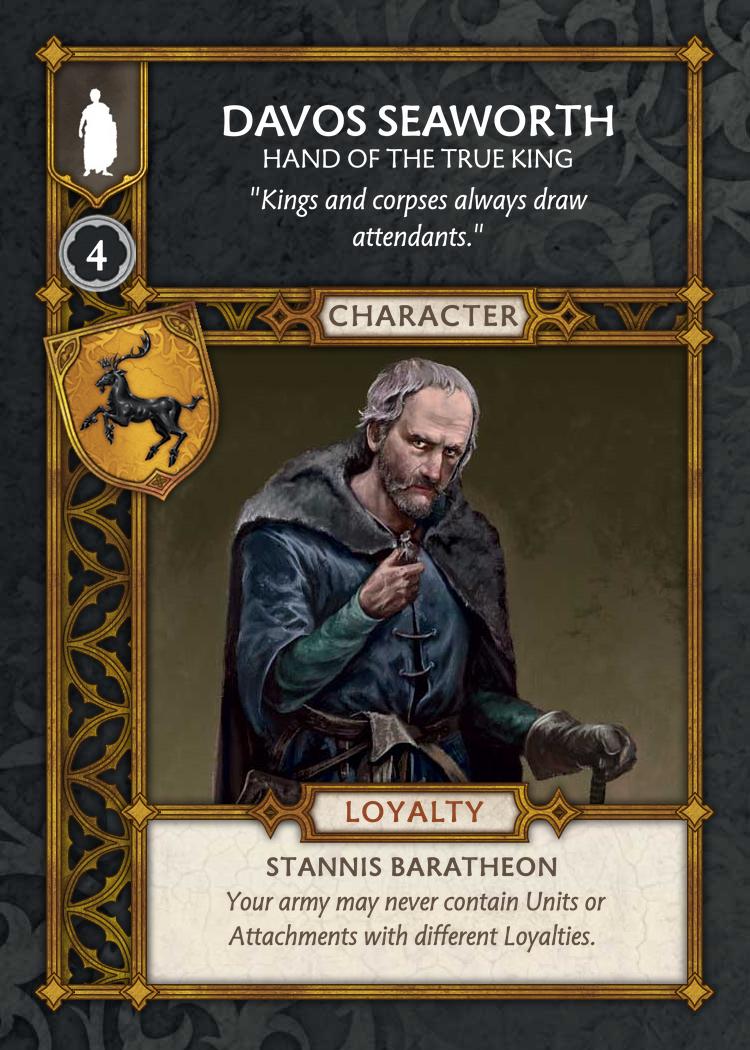 DAVOS SEAWORTH
HAND OF THE TRUE KING
"Kings and corpses always draw
attendants."
4
CHARACTER
LOYALTY
STANNIS BARATHEON
Your army may never contain Units or
Attachments with different Loyalties.